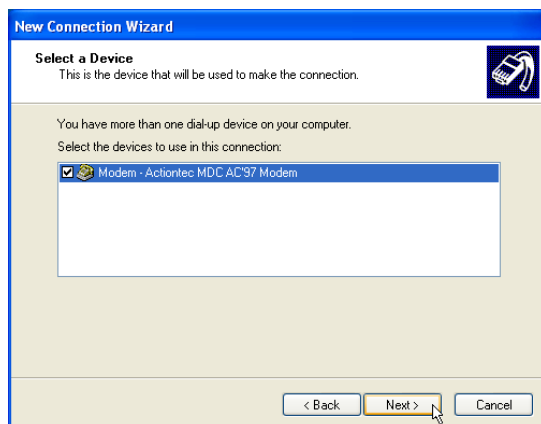 New Connection Wizard
Select a Device
This is the device that will be used to make the connection.
You have more than one dial-up device on your computer.
Select the devices to use in this connection:
Modem - Actiontec MDC AC'97 Modem
< Back Next > Cancel